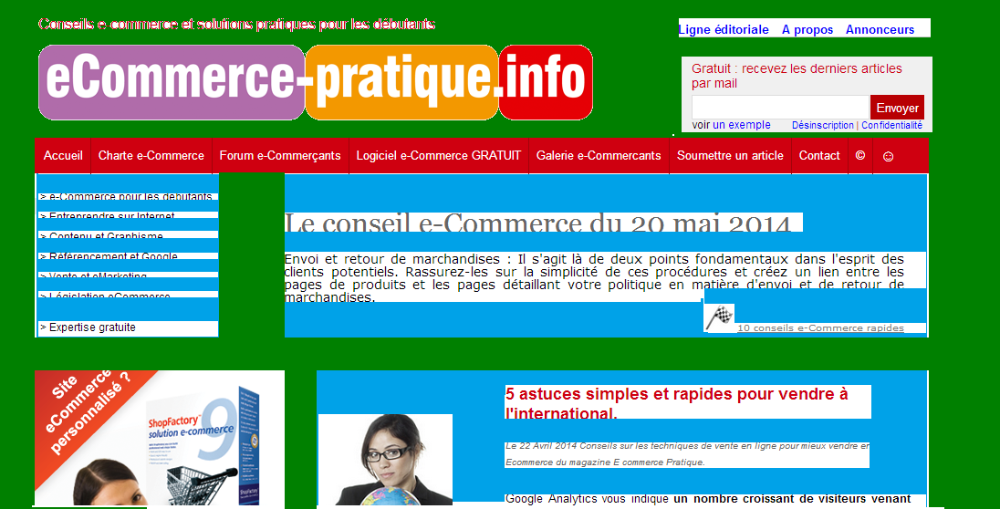 Conseils e-commerce et solutions pratiques pour les débutants
Ligne éditoriale A propos Annonceurs
eCommerce-pratique.info
Gratuit : recevez les derniers articles
par mail
Envoyer
voir un exemple Désinscription | Confidentialité
Accueil Charte e-Commerce Forum e-Commerçants Logiciel e-Commerce GRATUIT Galerie e-Commercants Soumettre un article Contact © ☺
> e-Commerce pour les débutants
> Entreprendre sur Internet
> Contenu et Graphisme
> Referencement et Google
> Vente et eMarketing
> Législation eCommerce
> Expertise gratuite
Le conseil e-Commerce du 20 mai 2014
Envoi et retour de marchandises : Il s'agit là de deux points fondamentaux dans l'esprit des
clients potentiels. Rassurez-les sur la simplicité de ces procédures et créez un lien entre les
pages de produits et les pages détaillant votre politique en matière d'envoi et de retour de
marchandises.
10 conseils e-Commerce rapides
Site
eCommerce
personnalisé ?
ShopFactory 9
solution e-commerce
ShopFactory
5 astuces simples et rapides pour vendre à
l'international.
Le 22 Avril 2014 Conseils sur les techniques de vente en ligne pour mieux vendre en
Ecommerce du magazine E commerce Pratique.
Google Analytics vous indique un nombre croissant de visiteurs venant